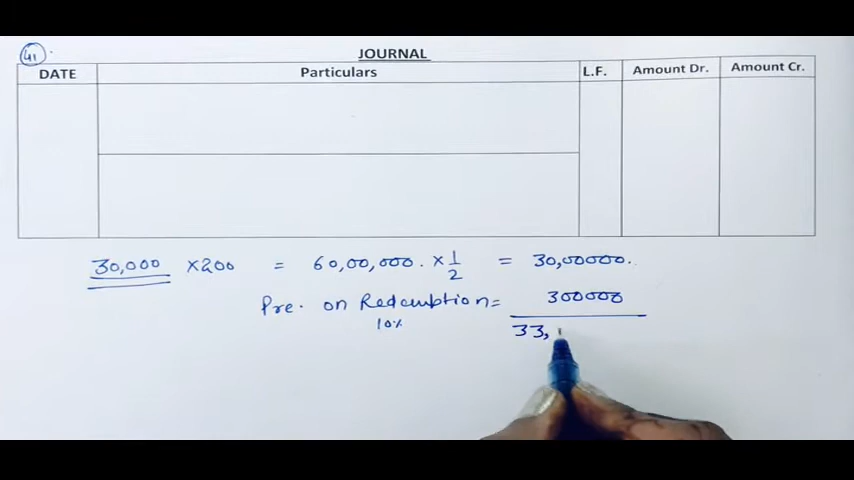 41
JOURNAL
DATE Particulars L.F. Amount Dr. Amount Cr.
30,000 ×200 = 60,00,000. × 1/2 = 30,00000.
Pre. on Redemption= 300000
10%
33,